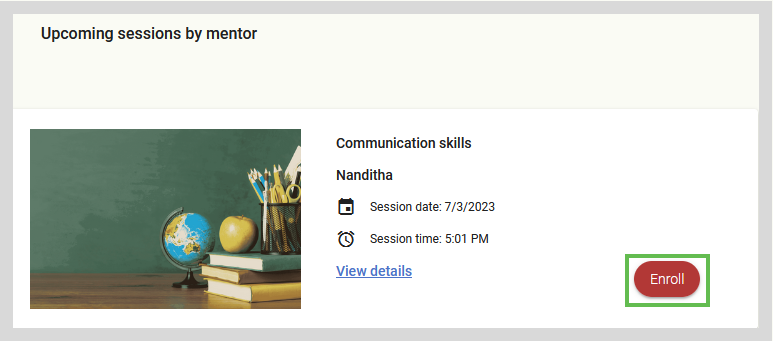 Upcoming sessions by mentor
Communication skills
Nanditha
Session date: 7/3/2023
Session time: 5:01 PM
View details
Enroll